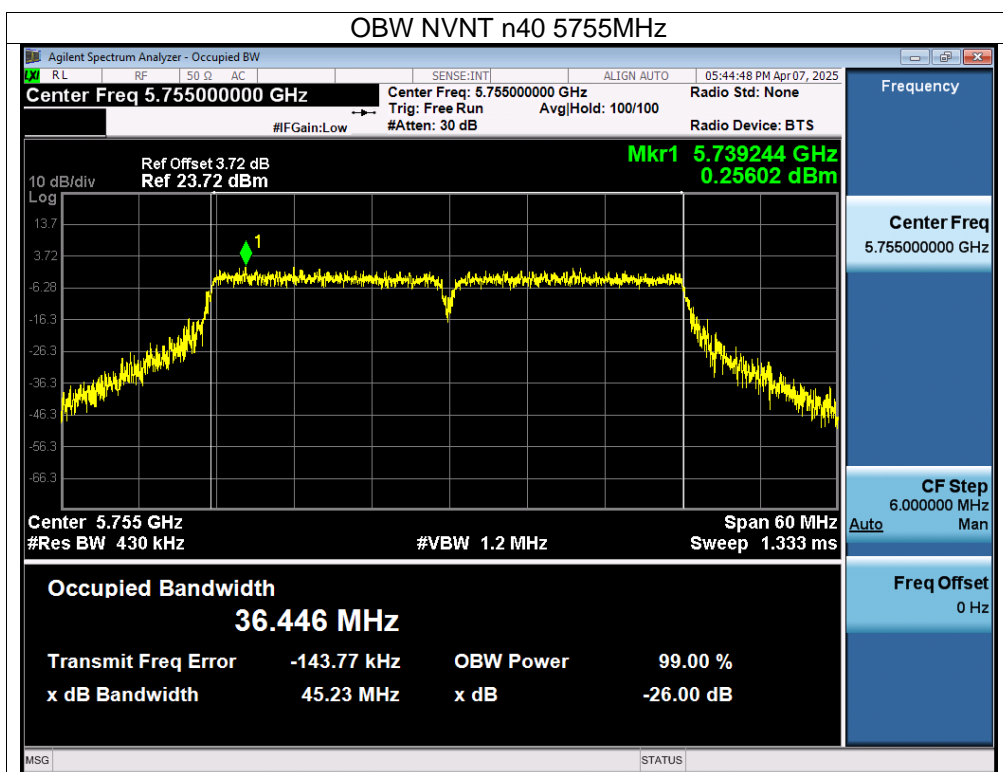 OBW NVNT n40 5755MHz
Agilent Spectrum Analyzer - Occupied BW
LXI RL RF 50 Ω AC SENSE:INT ALIGN AUTO 05:44:48 PM Apr 07, 2025
Center Freq 5.755000000 GHz Center Freq: 5.755000000 GHz Radio Std: None
Trig: Free Run Avg|Hold: 100/100
#IFGain:Low #Atten: 30 dB Radio Device: BTS
Frequency
Ref Offset 3.72 dB Mkr1 5.739244 GHz
10 dB/div Ref 23.72 dBm 0.25602 dBm
Log
13.7
3.72
-6.28
-16.3
-26.3
-36.3
-46.3
-56.3
-66.3
1
Center 5.755 GHz Span 60 MHz
#Res BW 430 kHz #VBW 1.2 MHz Sweep 1.333 ms
Occupied Bandwidth
36.446 MHz
Transmit Freq Error -143.77 kHz OBW Power 99.00 %
x dB Bandwidth 45.23 MHz x dB -26.00 dB
Center Freq
5.755000000 GHz
CF Step
6.000000 MHz
Auto Man
Freq Offset
0 Hz
MSG STATUS